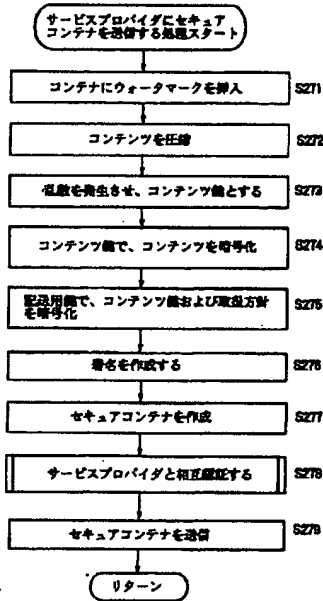 サービスプロバイダにセキュア
コンテナを送信する処理スタート
コンテナにウォータマークを挿入
S271
コンテンツを圧縮
S272
乱数を発生させ、コンテンツ鍵とする
S273
コンテンツ鍵で、コンテンツを暗号化
S274
配送用鍵で、コンテンツ鍵および取扱方針
を暗号化
S275
署名を作成する
S276
セキュアコンテナを作成
S277
サービスプロバイダと相互認証する
S278
セキュアコンテナを送信
S279
リターン